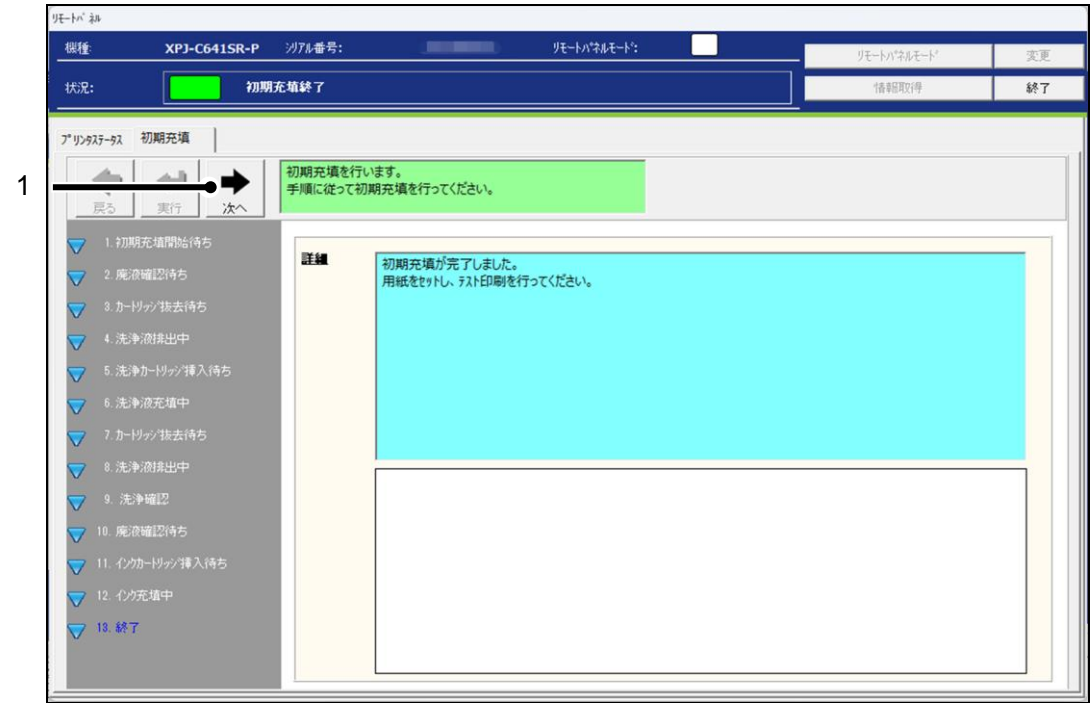 リモートパネル
機種: XPJ-C641SR-P シリアル番号: リモートパネルモード: リモートパネルモード 変更
状況: 初期充填終了 情報取得 終了
プリンタステータス 初期充填
1
戻る 実行 次へ
初期充填を行います。
手順に従って初期充填を行ってください。
1. 初期充填開始待ち
2. 廃液確認待ち
3. カートリッジ抜去待ち
4. 洗浄液排出中
5. 洗浄カートリッジ挿入待ち
6. 洗浄液充填中
7. カートリッジ抜去待ち
8. 洗浄液排出中
9. 洗浄確認
10. 廃液確認待ち
11. インクカートリッジ挿入待ち
12. インク充填中
13. 終了
詳細
初期充填が完了しました。
用紙をセットし、テスト印刷を行ってください。